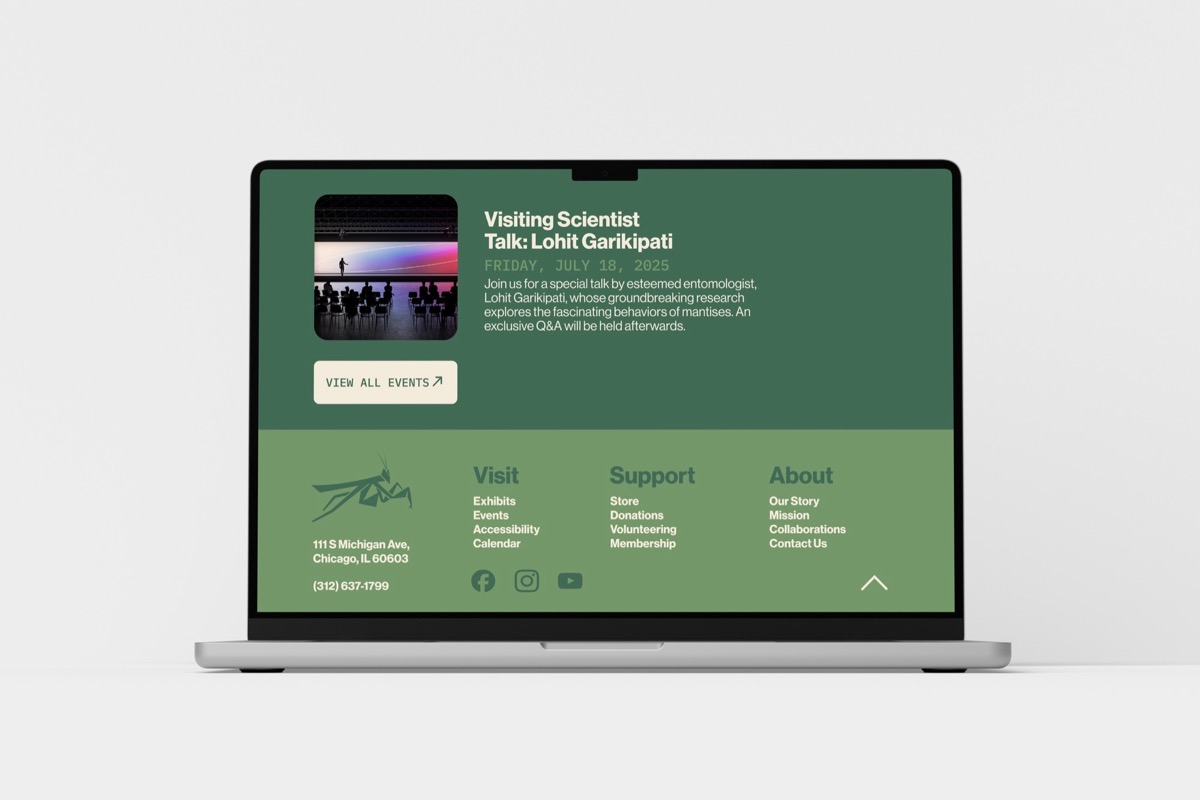 Visiting Scientist
Talk: Lohit Garikipati
FRIDAY, JULY 18, 2025
Join us for a special talk by esteemed entomologist,
Lohit Garikipati, whose groundbreaking research
explores the fascinating behaviors of mantises. An
exclusive Q&A will be held afterwards.
VIEW ALL EVENTS
111 S Michigan Ave,
Chicago, IL 60603
(312) 637-1799
Visit
Exhibits
Events
Accessibility
Calendar
Support
Store
Donations
Volunteering
Membership
About
Our Story
Mission
Collaborations
Contact Us